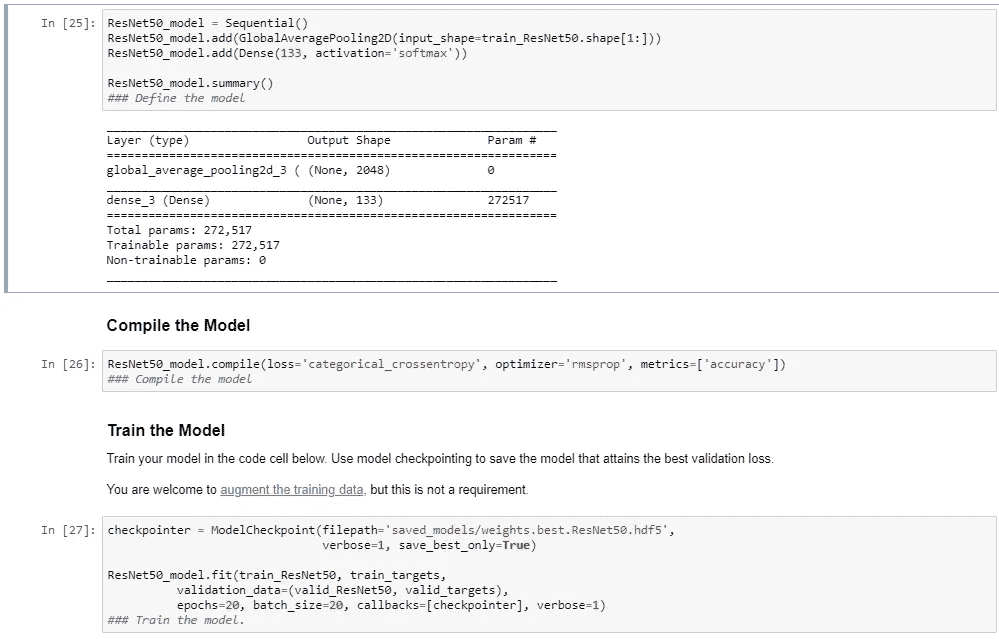 In [25]: ResNet50_model = Sequential()
ResNet50_model.add(GlobalAveragePooling2D(input_shape=train_ResNet50.shape[1:]))
ResNet50_model.add(Dense(133, activation='softmax'))
ResNet50_model.summary()
### Define the model
_________________________________________________________________
Layer (type) Output Shape Param #
=================================================================
global_average_pooling2d_3 ( (None, 2048) 0
_________________________________________________________________
dense_3 (Dense) (None, 133) 272517
=================================================================
Total params: 272,517
Trainable params: 272,517
Non-trainable params: 0
_________________________________________________________________
Compile the Model
In [26]: ResNet50_model.compile(loss='categorical_crossentropy', optimizer='rmsprop', metrics=['accuracy'])
### Compile the model
Train the Model
Train your model in the code cell below. Use model checkpointing to save the model that attains the best validation loss.
You are welcome to augment the training data, but this is not a requirement.
In [27]: checkpointer = ModelCheckpoint(filepath='saved_models/weights.best.ResNet50.hdf5',
verbose=1, save_best_only=True)
ResNet50_model.fit(train_ResNet50, train_targets,
validation_data=(valid_ResNet50, valid_targets),
epochs=20, batch_size=20, callbacks=[checkpointer], verbose=1)
### Train the model.